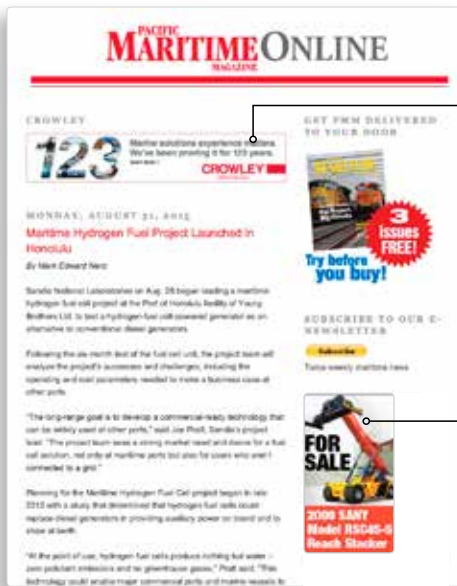 PACIFIC
MARITIME ONLINE
MAGAZINE
CROWLEY
123
Maritime solutions experience matters.
We've been proving it for 123 years.
CROWLEY
MONDAY, AUGUST 31, 2015
Maritime Hydrogen Fuel Project Launched in
Honolulu
By Mark Edward Nero
Sandia National Laboratories on Aug. 28 began leading a maritime
hydrogen fuel cell project at the Port of Honolulu facility of Young
Brothers Ltd. to test a hydrogen fuel cell-powered generator as an
alternative to conventional diesel generators.
Following the six-month test of the fuel cell unit, the project team will
analyze the project's successes and challenges, including the
operating and cost parameters needed to make a business case at
other ports.
"The long-range goal is to develop a commercial-ready technology that
can be widely used at other ports," said Joe Pratt, Sandia's project
lead. "The project team sees a strong market need and desire for a fuel
cell solution, not only at maritime ports but also for users who aren't
connected to a grid."
Planning for the Maritime Hydrogen Fuel Cell project began in late
2012 with a study that determined that hydrogen fuel cells could
replace diesel generators in providing auxiliary power on board and to
ships at berth.
"At the point of use, hydrogen fuel cells produce nothing but water –
zero pollutant emissions and no greenhouse gases," Pratt said. "This
technology could enable major commercial ports and marine vessels to
GET PMM DELIVERED
TO YOUR DOOR
3
Issues
FREE!
Try before
you buy!
SUBSCRIBE TO OUR E-
NEWSLETTER
Subscribe
Twice-weekly maritime news
FOR
SALE
2009 SANY
Model RSC45-5
Reach Stacker